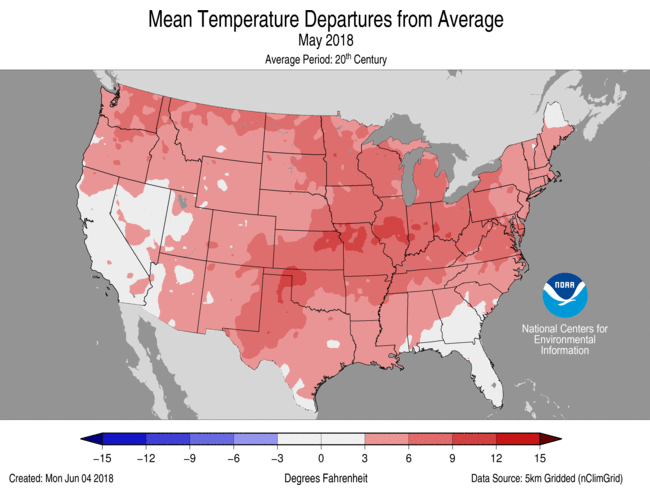 Mean Temperature Departures from Average
May 2018
Average Period: 20th Century
NOAA
National Centers for
Environmental
Information
-15 -12 -9 -6 -3 0 3 6 9 12 15
Created: Mon Jun 04 2018 Degrees Fahrenheit Data Source: 5km Gridded (nClimGrid)